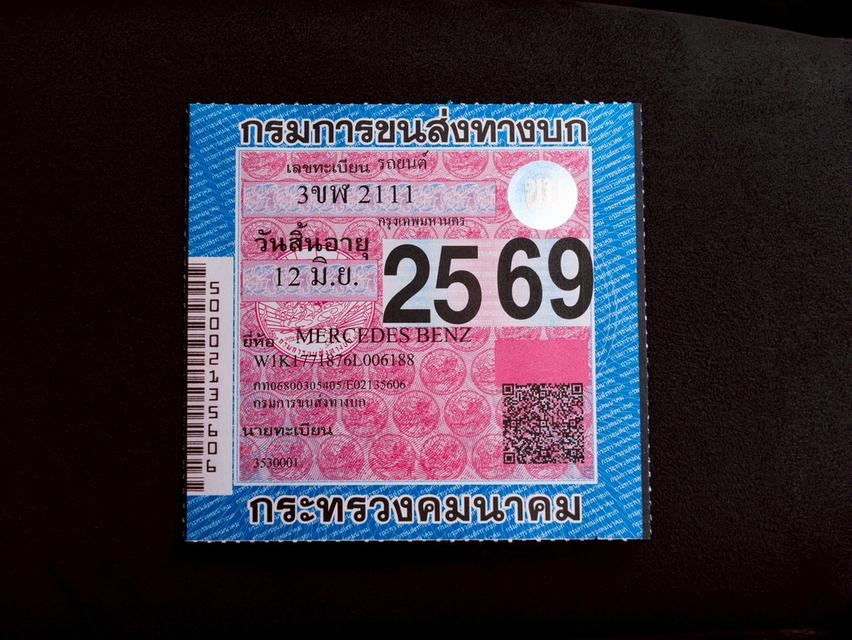 กรมการขนส่งทางบก
เลขทะเบียน รถยนต์
3ขฬ 2111
กรุงเทพมหานคร
วันสิ้นอายุ
12 มิ.ย.
2569
ยี่ห้อ MERCEDES BENZ
W1K1771876L006188
กท06800305405/E02135606
กรมการขนส่งทางบก
นายทะเบียน
3530001
5000002135606
กระทรวงคมนาคม